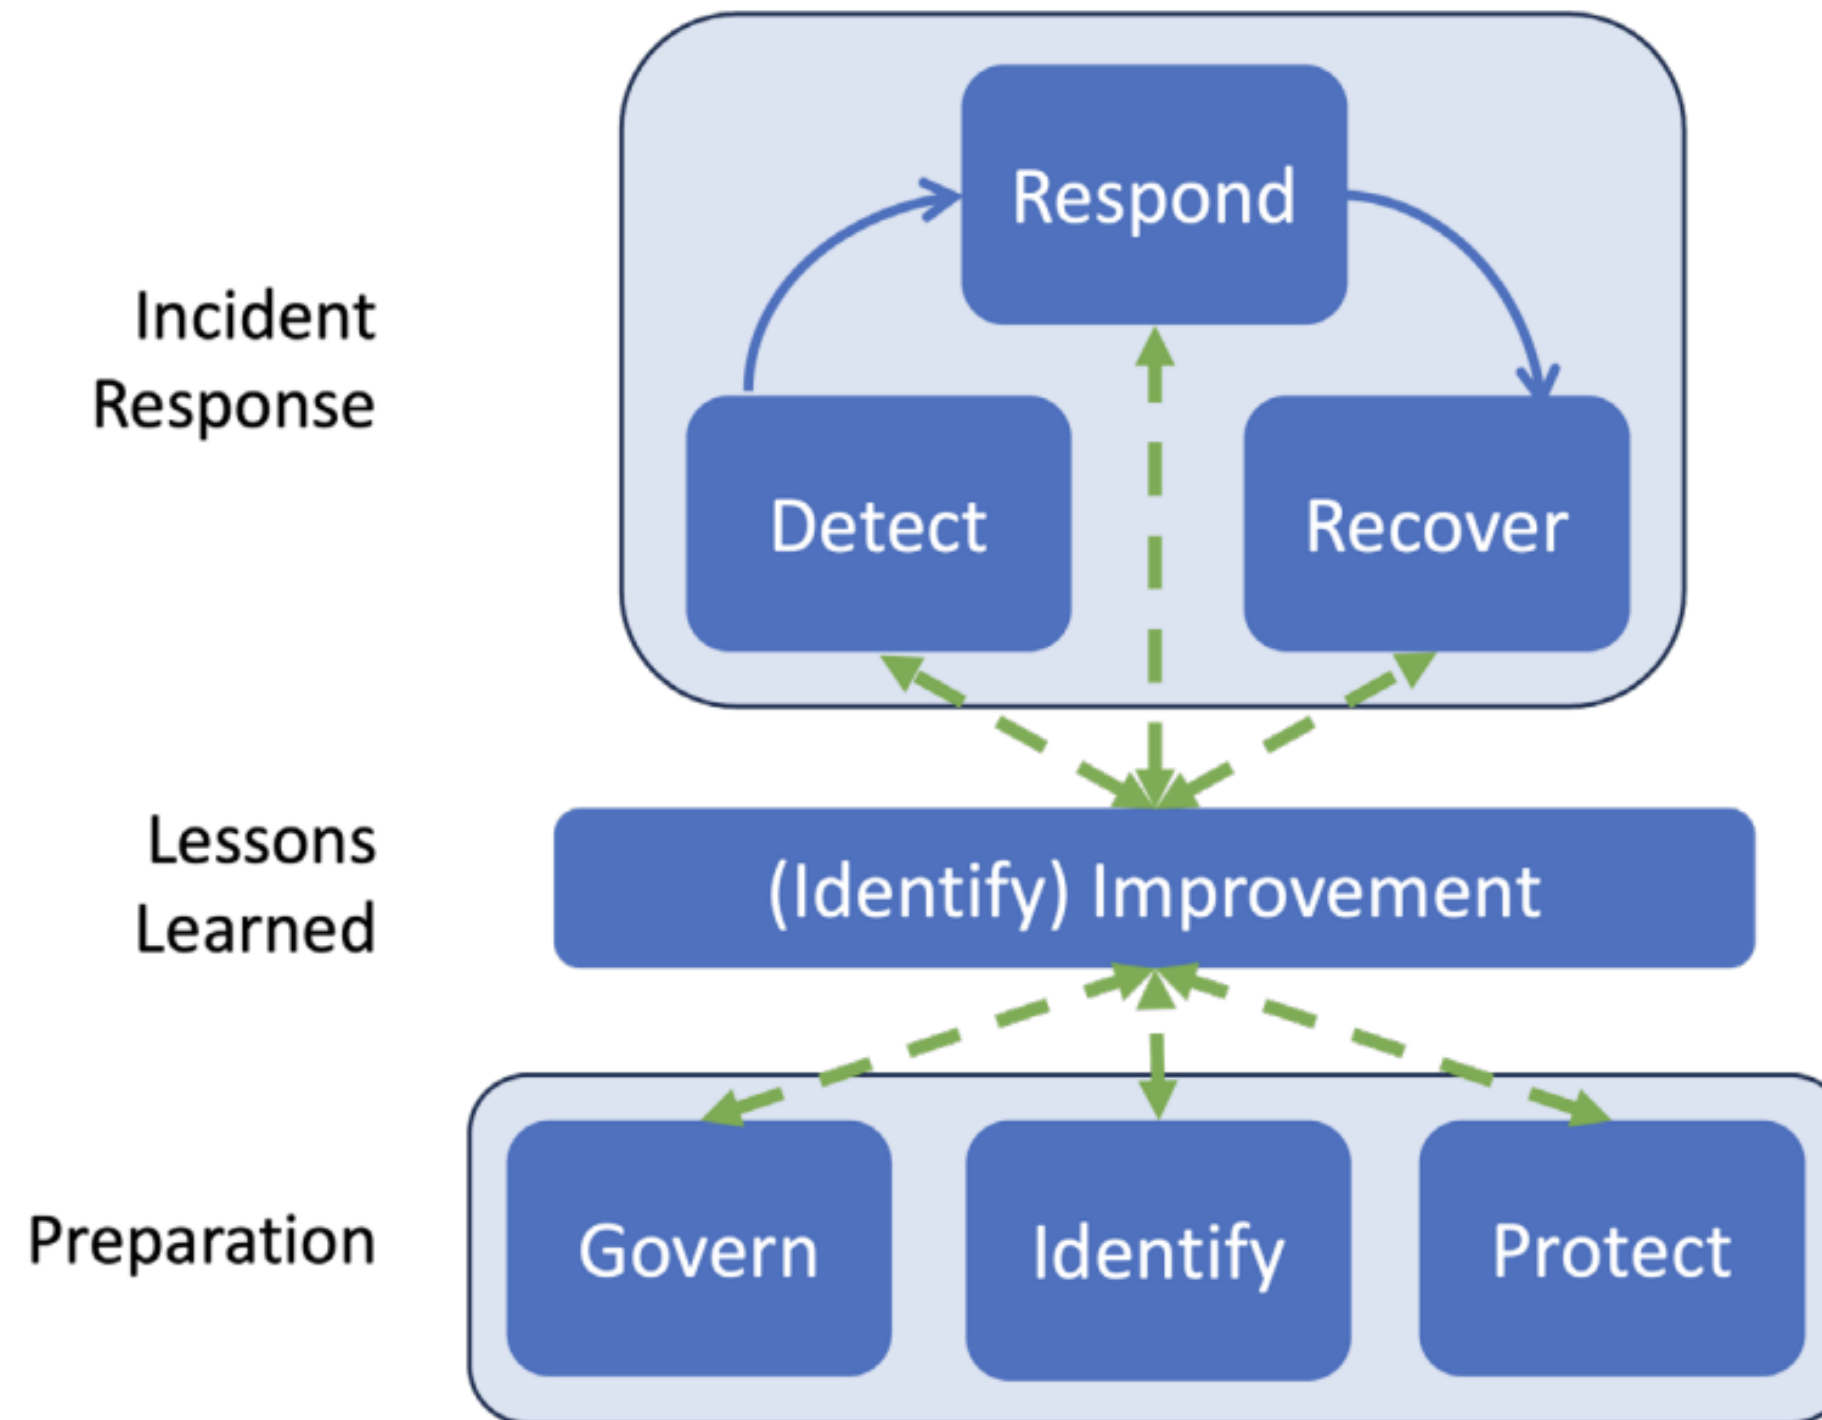 Incident
Response
Respond
Detect
Recover
Lessons
Learned
(Identify) Improvement
Preparation
Govern
Identify
Protect